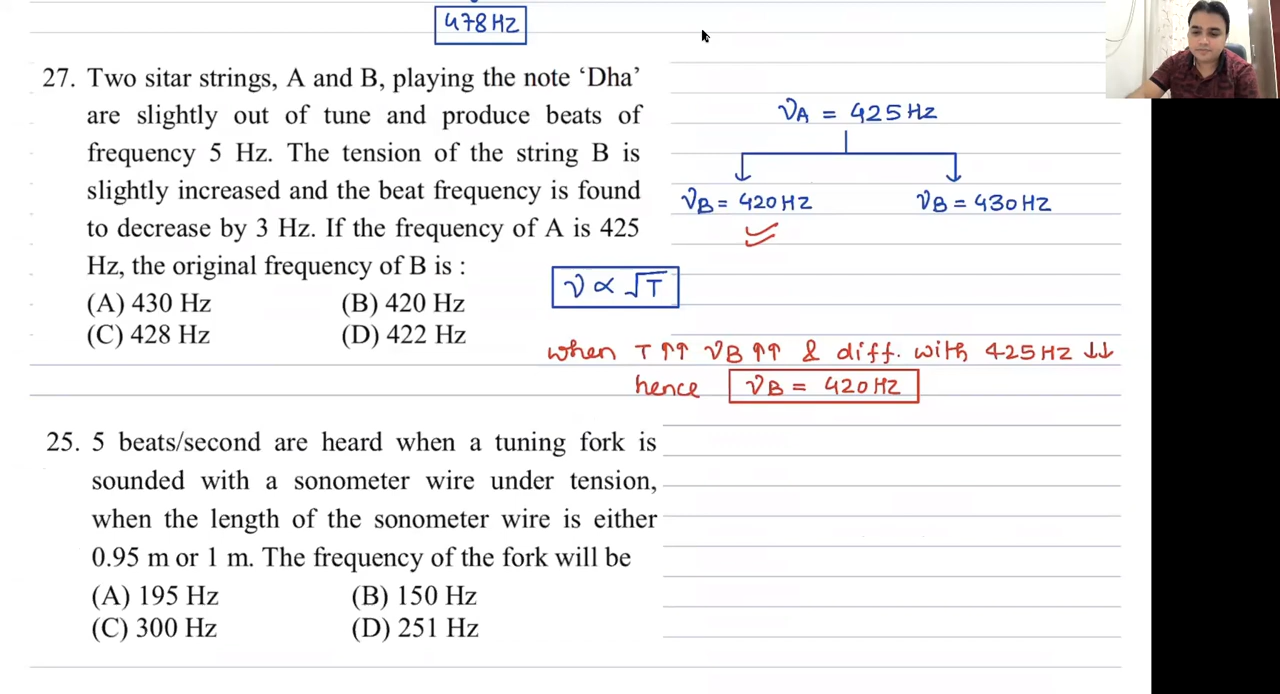 478 Hz
27. Two sitar strings, A and B, playing the note ‘Dha’
are slightly out of tune and produce beats of
frequency 5 Hz. The tension of the string B is
slightly increased and the beat frequency is found
to decrease by 3 Hz. If the frequency of A is 425
Hz, the original frequency of B is :
(A) 430 Hz (B) 420 Hz
(C) 428 Hz (D) 422 Hz
νA = 425 Hz
νB = 420 Hz νB = 430 Hz
ν ∝ √T
when T ↑↑ νB ↑↑ & diff. with 425 Hz ↓↓
hence νB = 420 Hz
25. 5 beats/second are heard when a tuning fork is
sounded with a sonometer wire under tension,
when the length of the sonometer wire is either
0.95 m or 1 m. The frequency of the fork will be
(A) 195 Hz (B) 150 Hz
(C) 300 Hz (D) 251 Hz